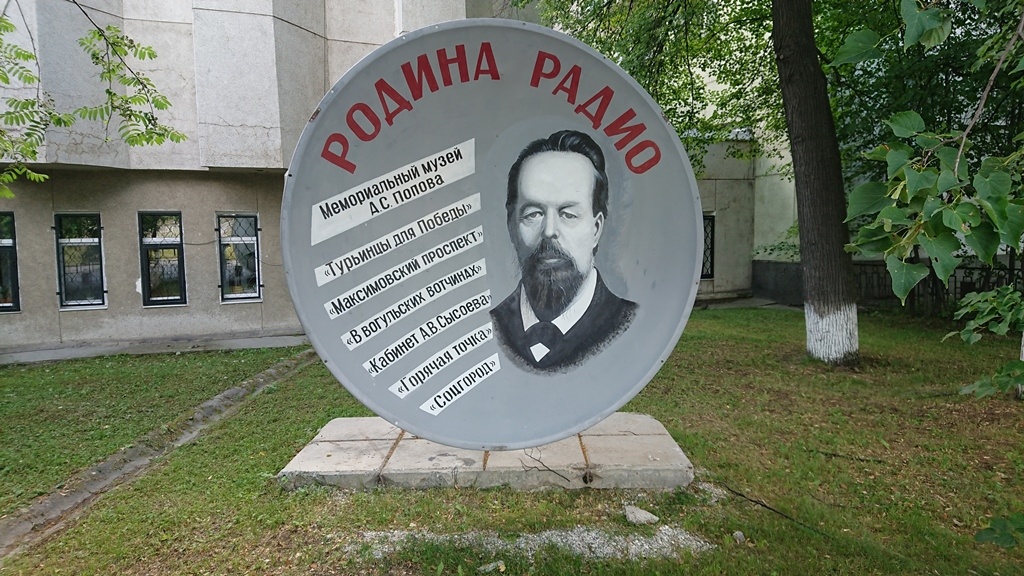 РОДИНА РАДИО
Мемориальный музей
А.С Попова
«Турьинцы для Победы»
«Максимовский проспект»
«В вогульских вотчинах»
«Кабинет А.В.Сысоева»
«Горячая точка»
«Соцгород»